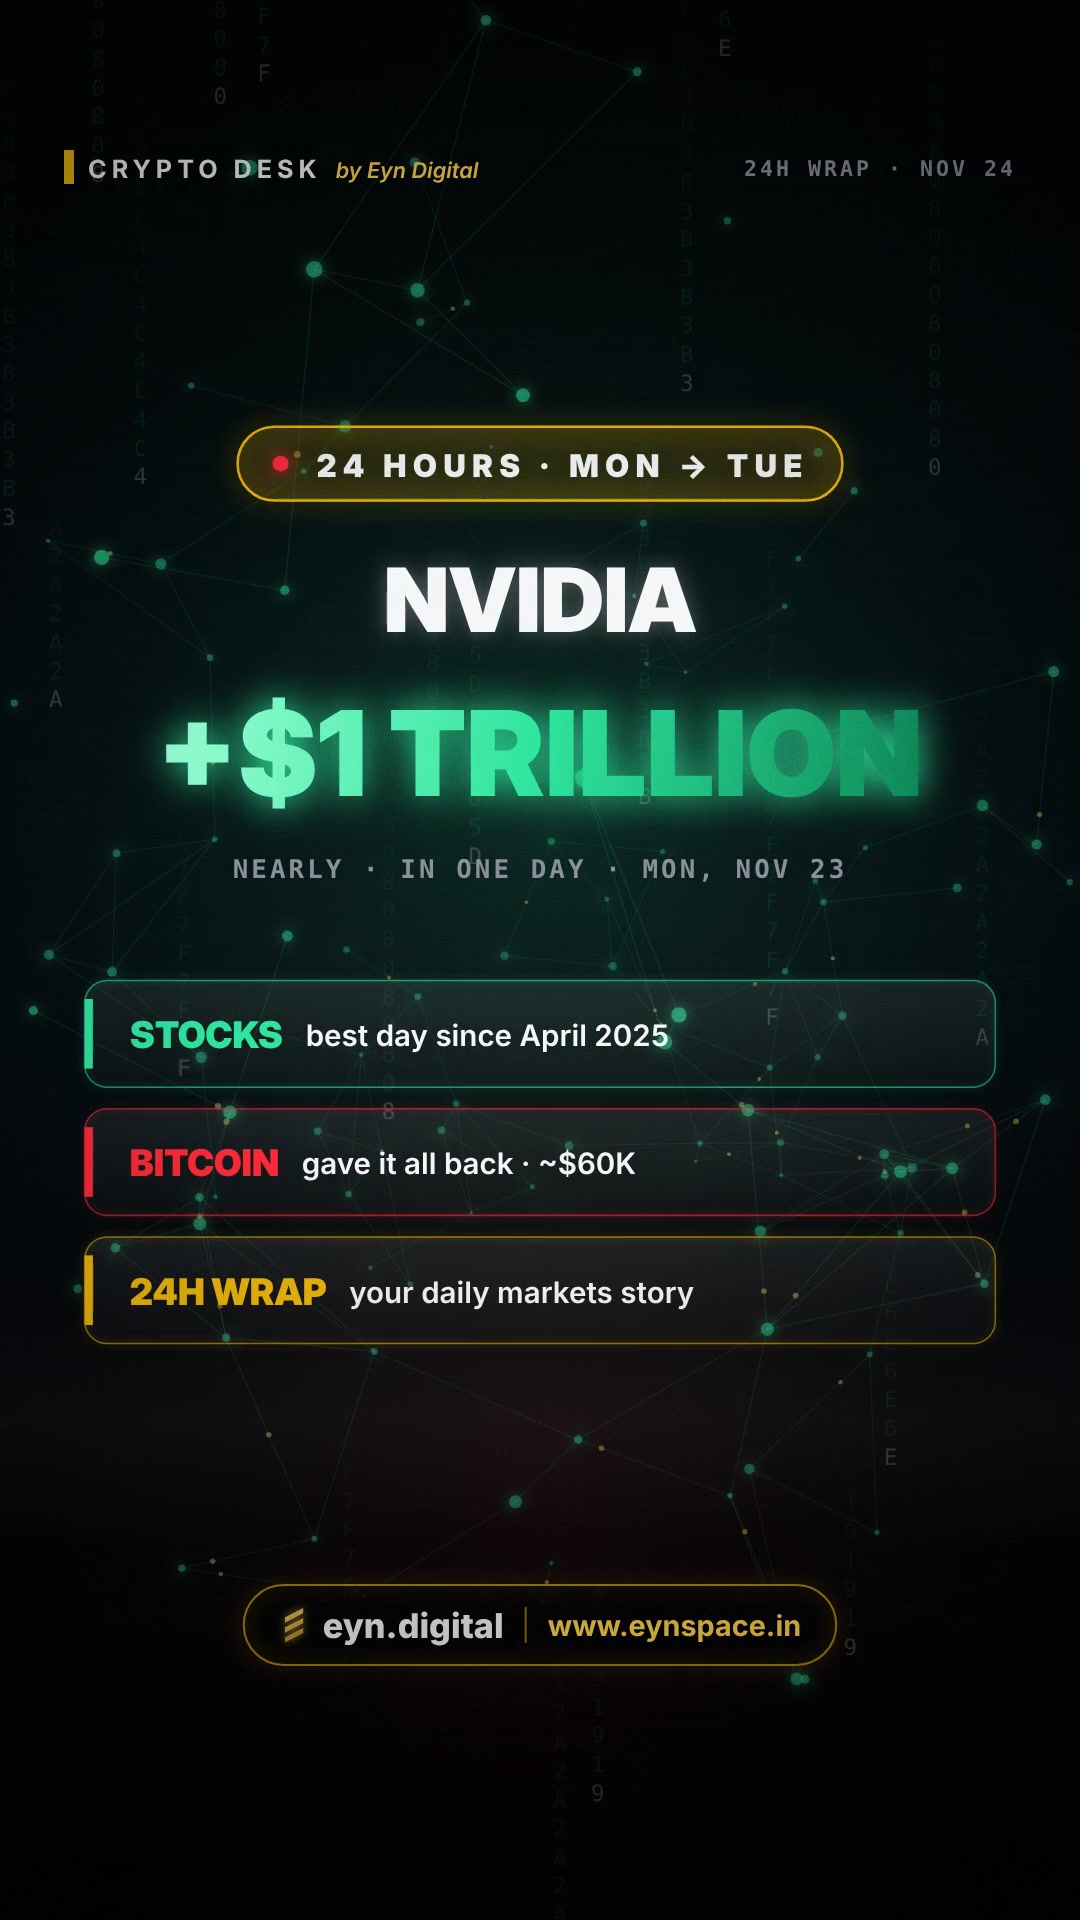 CRYPTO DESK by Eyn Digital
24H WRAP · NOV 24
24 HOURS · MON → TUE
NVIDIA
+$1 TRILLION
NEARLY · IN ONE DAY · MON, NOV 23
STOCKS best day since April 2025
BITCOIN gave it all back · ~$60K
24H WRAP your daily markets story
eyn.digital | www.eynspace.in